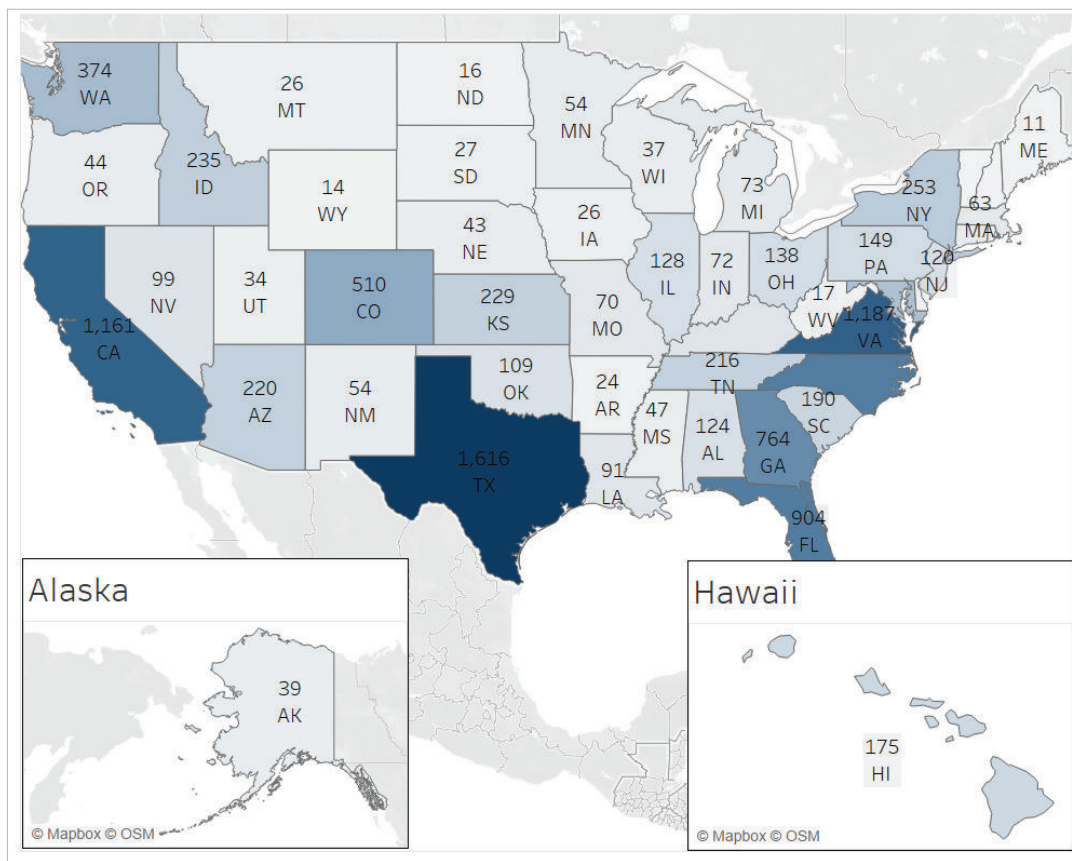 374
WA
26
MT
16
ND
54
MN
11
ME
44
OR
235
ID
27
SD
37
WI
73
MI
253
NY
63
MA
14
WY
43
NE
26
IA
149
PA
120
NJ
99
NV
34
UT
510
CO
229
KS
128
IL
72
IN
138
OH
17
WV
70
MO
1,161
CA
1,187
VA
220
AZ
54
NM
109
OK
24
AR
216
TN
190
SC
47
MS
124
AL
764
GA
1,616
TX
91
LA
904
FL
Alaska
39
AK
© Mapbox © OSM
Hawaii
175
HI
© Mapbox © OSM